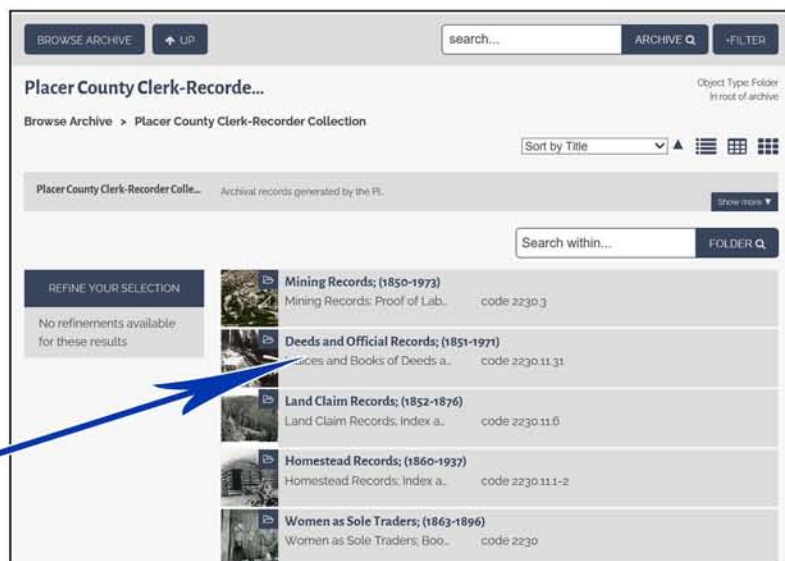 BROWSE ARCHIVE
UP
search...
ARCHIVE
+FILTER
Placer County Clerk-Recorde...
Object Type: Folder
In root of archive
Browse Archive > Placer County Clerk-Recorder Collection
Sort by Title
Placer County Clerk-Recorder Colle...
Archival records generated by the Pl...
Show more
Search within...
FOLDER
REFINE YOUR SELECTION
No refinements available
for these results
Mining Records; (1850-1973)
Mining Records: Proof of Lab... code 2230.3
Deeds and Official Records; (1851-1971)
and Books of Deeds a... code 2230.11.31
Land Claim Records; (1852-1876)
Land Claim Records; Index a... code 2230.11.6
Homestead Records; (1860-1937)
Homestead Records; Index a... code 2230.11.1-2
Women as Sole Traders; (1863-1896)
Women as Sole Traders; Boo... code 2230